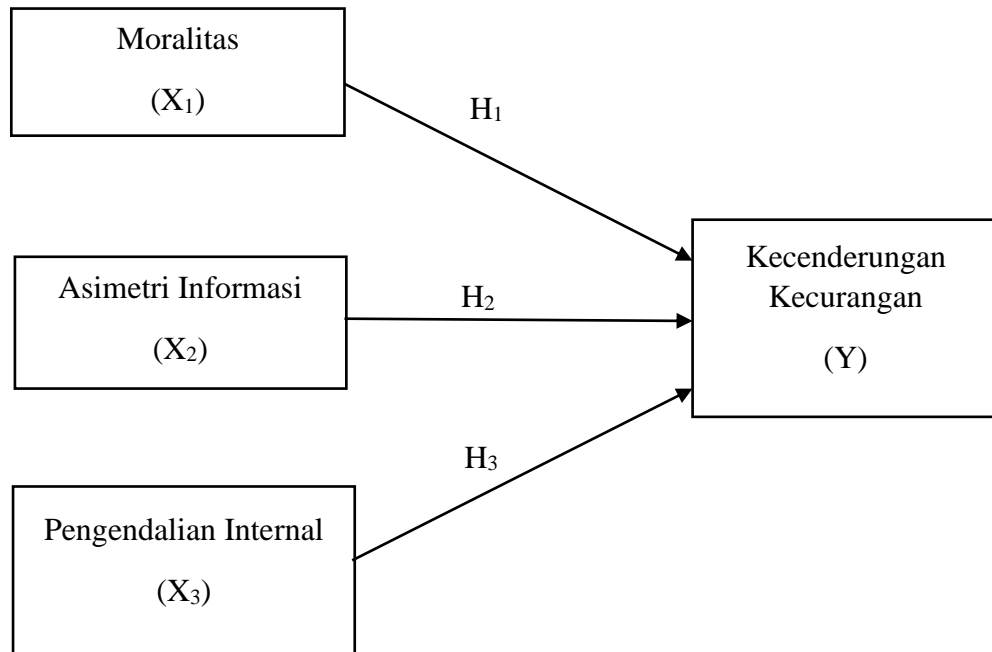 Moralitas
(X₁)
H₁
Asimetri Informasi
(X₂)
H₂
Pengendalian Internal
(X₃)
H₃
Kecenderungan
Kecurangan
(Y)